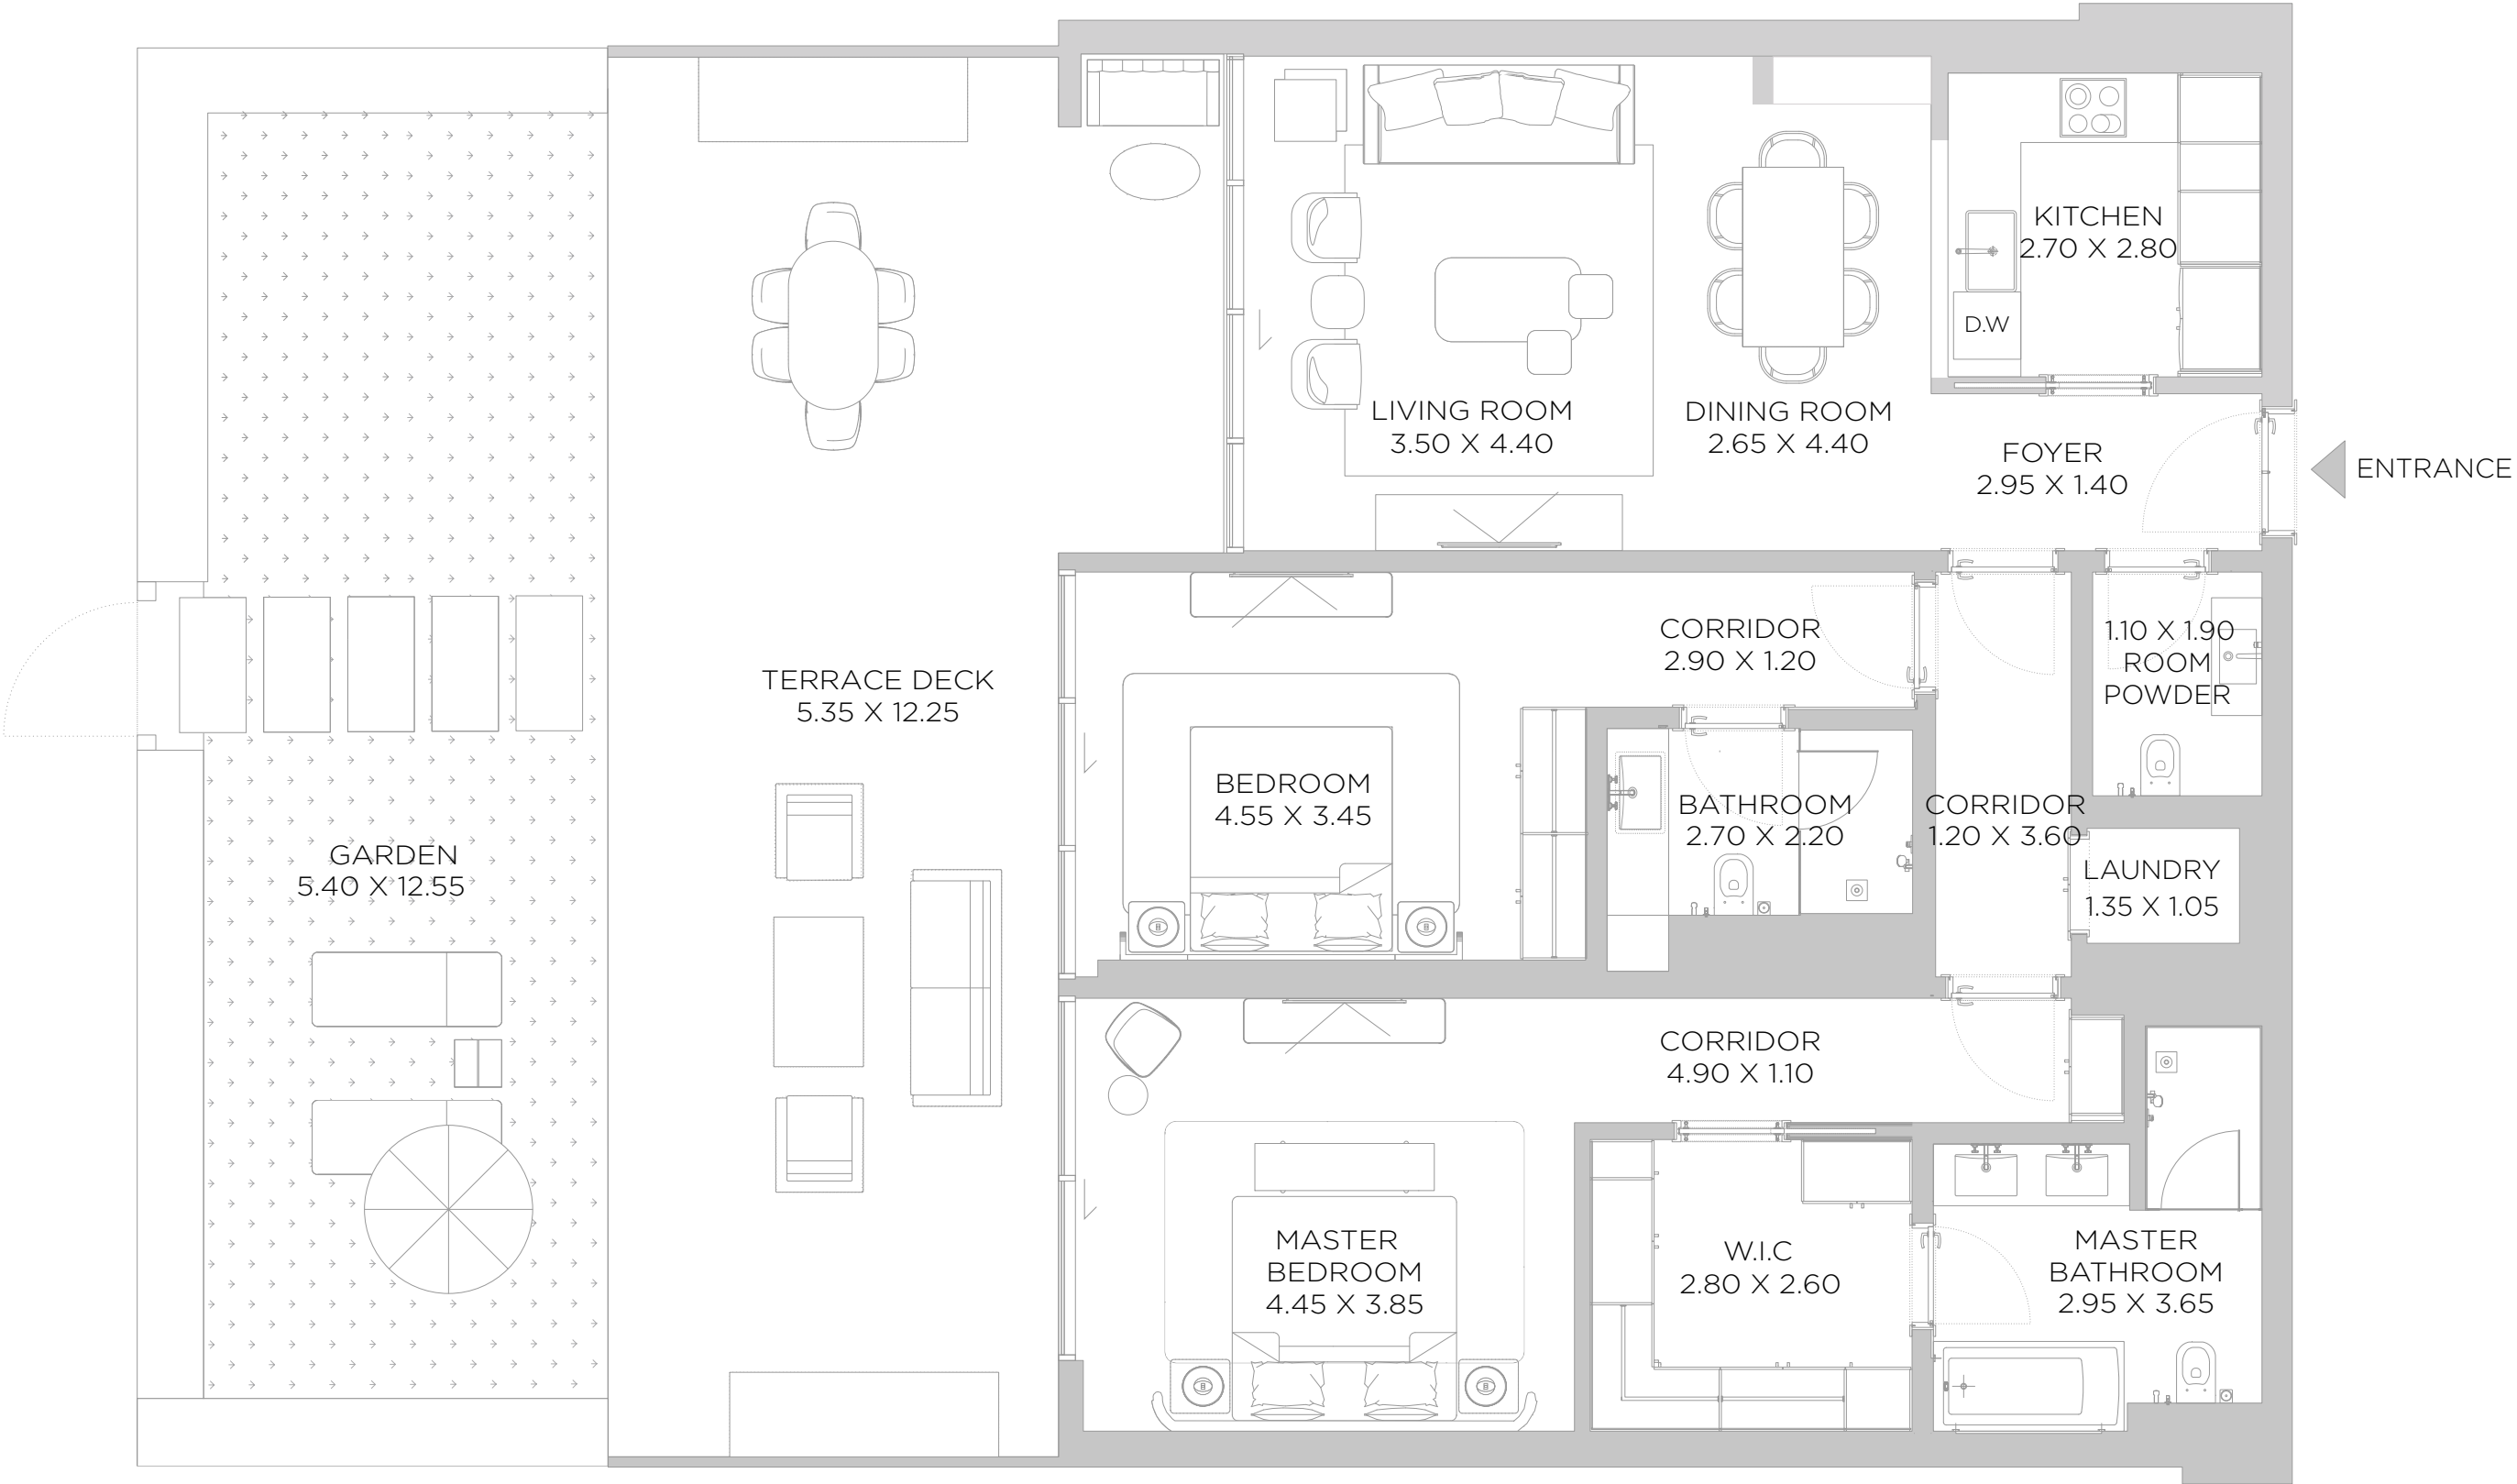 KITCHEN
2.70 X 2.80
D.W
LIVING ROOM
3.50 X 4.40
DINING ROOM
2.65 X 4.40
FOYER
2.95 X 1.40
ENTRANCE
CORRIDOR
2.90 X 1.20
1.10 X 1.90
ROOM
POWDER
TERRACE DECK
5.35 X 12.25
BEDROOM
4.55 X 3.45
BATHROOM
2.70 X 2.20
CORRIDOR
1.20 X 3.60
GARDEN
5.40 X 12.55
LAUNDRY
1.35 X 1.05
CORRIDOR
4.90 X 1.10
MASTER
BEDROOM
4.45 X 3.85
W.I.C
2.80 X 2.60
MASTER
BATHROOM
2.95 X 3.65